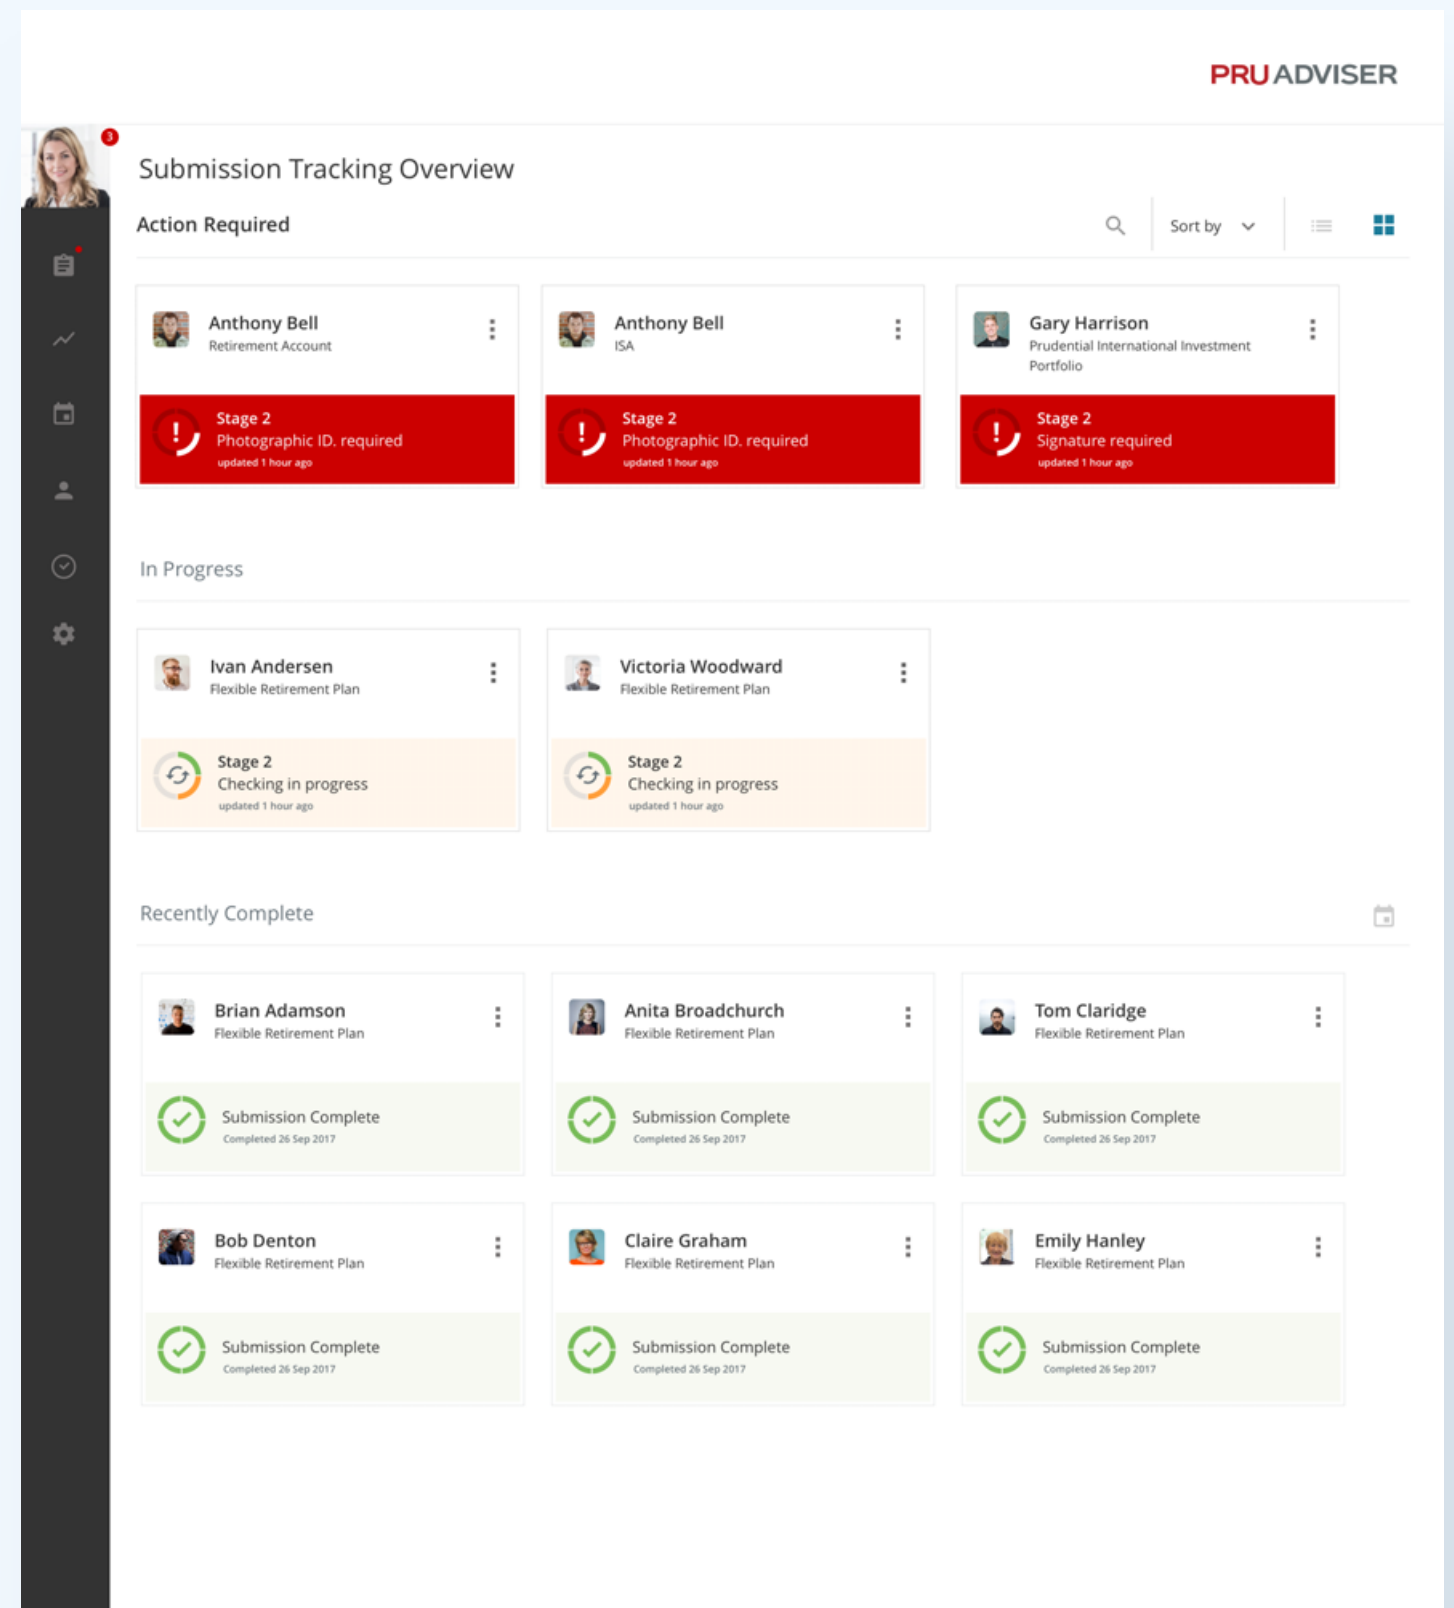 PRU ADVISER
3
Submission Tracking Overview
Action Required
Sort by
Anthony Bell
Retirement Account
Stage 2
Photographic ID. required
updated 1 hour ago
Anthony Bell
ISA
Stage 2
Photographic ID. required
updated 1 hour ago
Gary Harrison
Prudential International Investment
Portfolio
Stage 2
Signature required
updated 1 hour ago
In Progress
Ivan Andersen
Flexible Retirement Plan
Stage 2
Checking in progress
updated 1 hour ago
Victoria Woodward
Flexible Retirement Plan
Stage 2
Checking in progress
updated 1 hour ago
Recently Complete
Brian Adamson
Flexible Retirement Plan
Submission Complete
Completed 26 Sep 2017
Anita Broadchurch
Flexible Retirement Plan
Submission Complete
Completed 26 Sep 2017
Tom Claridge
Flexible Retirement Plan
Submission Complete
Completed 26 Sep 2017
Bob Denton
Flexible Retirement Plan
Submission Complete
Completed 26 Sep 2017
Claire Graham
Flexible Retirement Plan
Submission Complete
Completed 26 Sep 2017
Emily Hanley
Flexible Retirement Plan
Submission Complete
Completed 26 Sep 2017